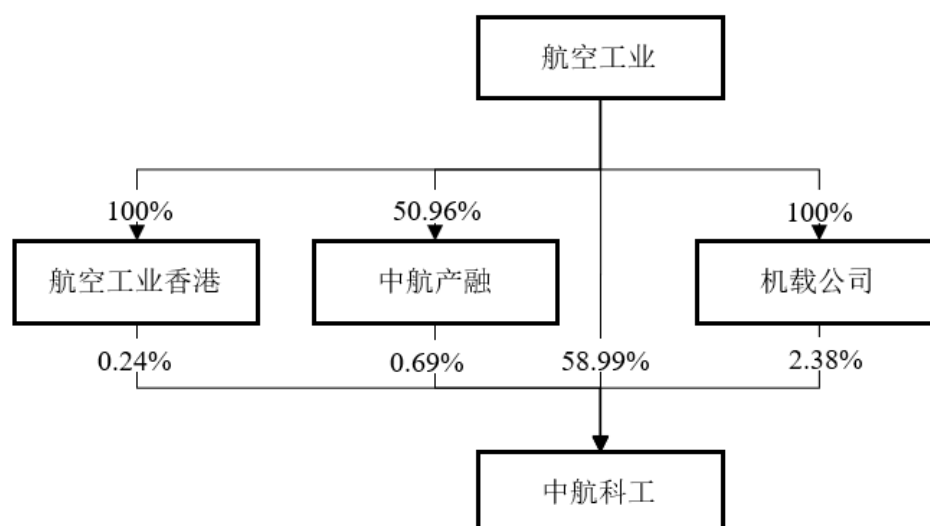 航空工业
100%
50.96%
100%
航空工业香港
中航产融
机载公司
0.24%
0.69%
58.99%
2.38%
中航科工